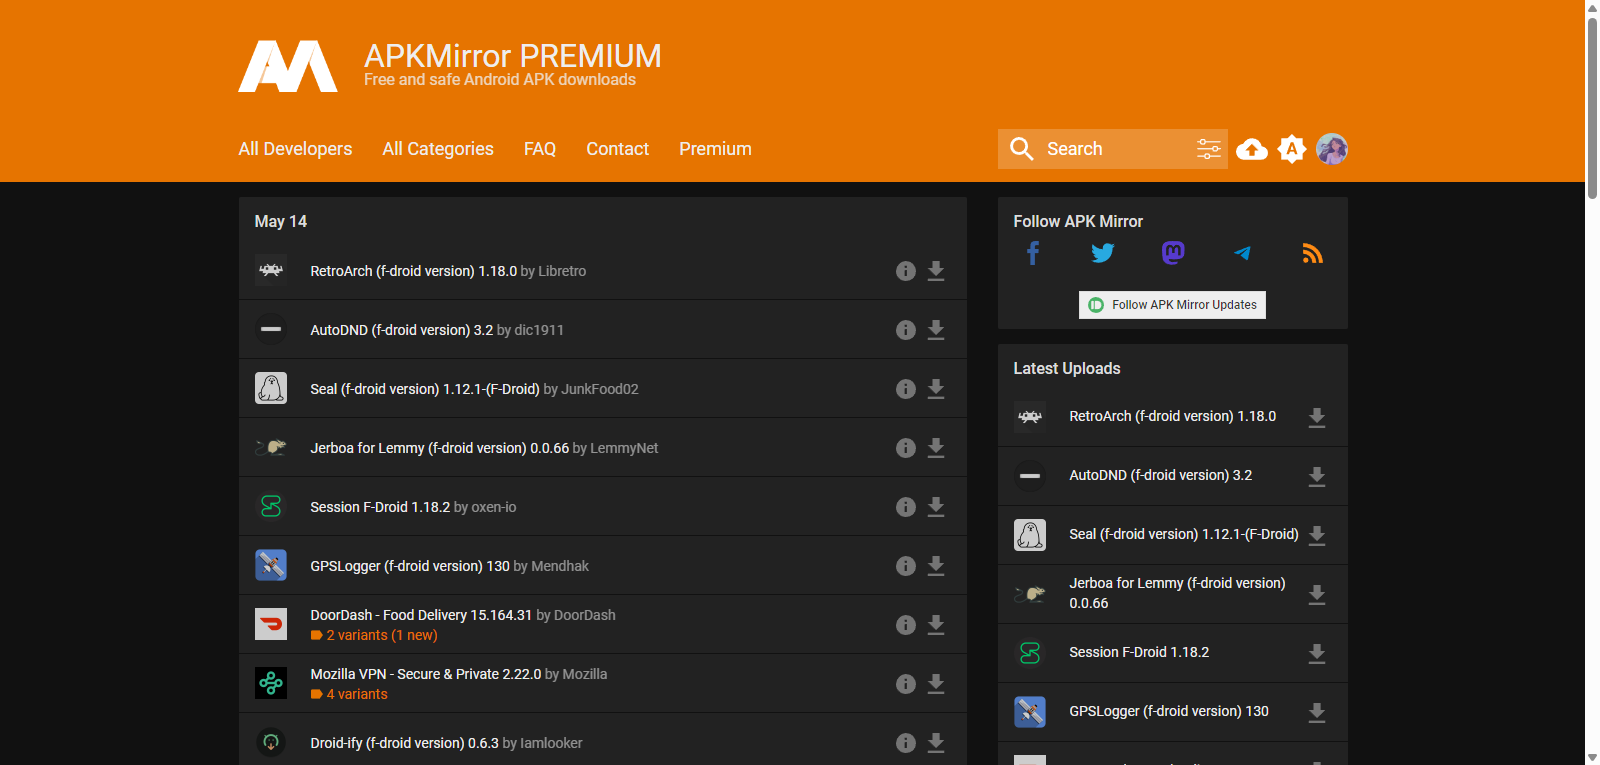 APKMirror PREMIUM
Free and safe Android APK downloads
All Developers
All Categories
FAQ
Contact
Premium
Search
A
May 14
RetroArch (f-droid version) 1.18.0 by Libretro
AutoDND (f-droid version) 3.2 by dic1911
Seal (f-droid version) 1.12.1-(F-Droid) by JunkFood02
Jerboa for Lemmy (f-droid version) 0.0.66 by LemmyNet
Session F-Droid 1.18.2 by oxen-io
GPSLogger (f-droid version) 130 by Mendhak
DoorDash - Food Delivery 15.164.31 by DoorDash
2 variants (1 new)
Mozilla VPN - Secure & Private 2.22.0 by Mozilla
4 variants
Droid-ify (f-droid version) 0.6.3 by Iamlooker
Follow APK Mirror
Follow APK Mirror Updates
Latest Uploads
RetroArch (f-droid version) 1.18.0
AutoDND (f-droid version) 3.2
Seal (f-droid version) 1.12.1-(F-Droid)
Jerboa for Lemmy (f-droid version)
0.0.66
Session F-Droid 1.18.2
GPSLogger (f-droid version) 130